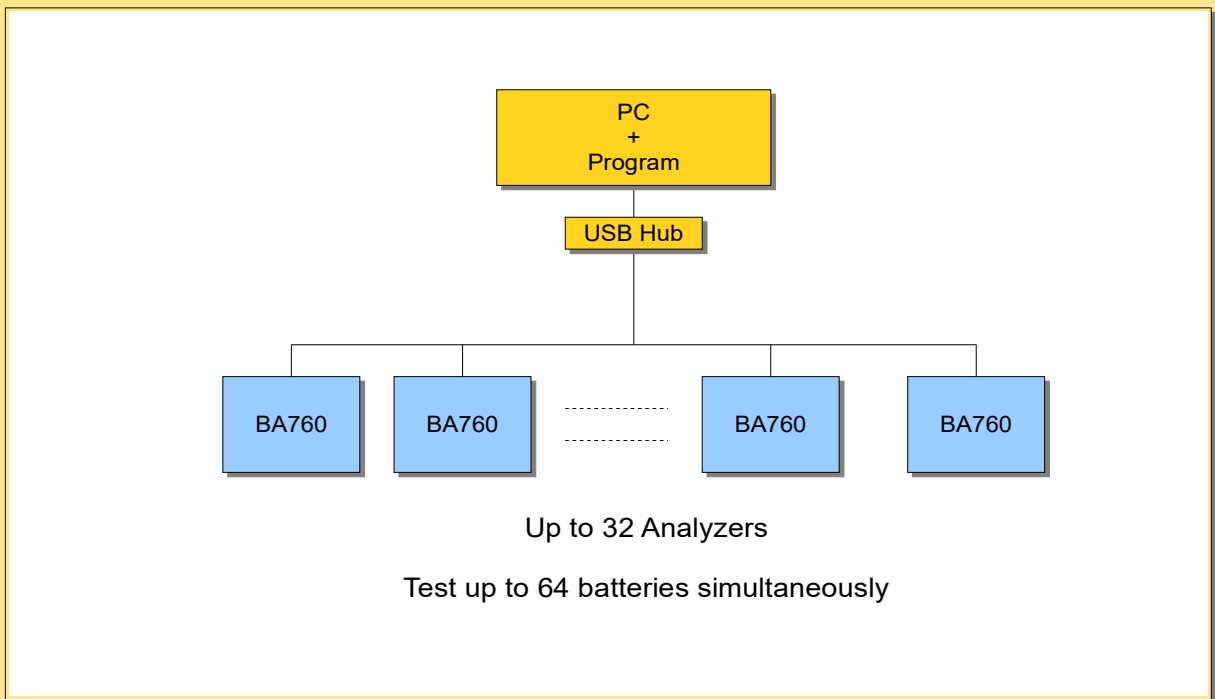 PC
+
Program
USB Hub
BA760 BA760 BA760 BA760
Up to 32 Analyzers
Test up to 64 batteries simultaneously